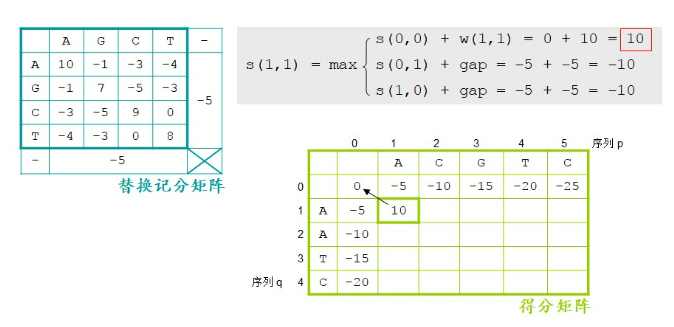 A G C T -
A 10 -1 -3 -4
G -1 7 -5 -3
-5
C -3 -5 9 0
T -4 -3 0 8
- -5
替换记分矩阵
s(0,0) + w(1,1) = 0 + 10 = 10
s(1,1) = max s(0,1) + gap = -5 + -5 = -10
s(1,0) + gap = -5 + -5 = -10
0 1 2 3 4 5 序列p
A C G T C
0 0 -5 -10 -15 -20 -25
1 A -5 10
2 A -10
3 T -15
序列q 4 C -20
得分矩阵